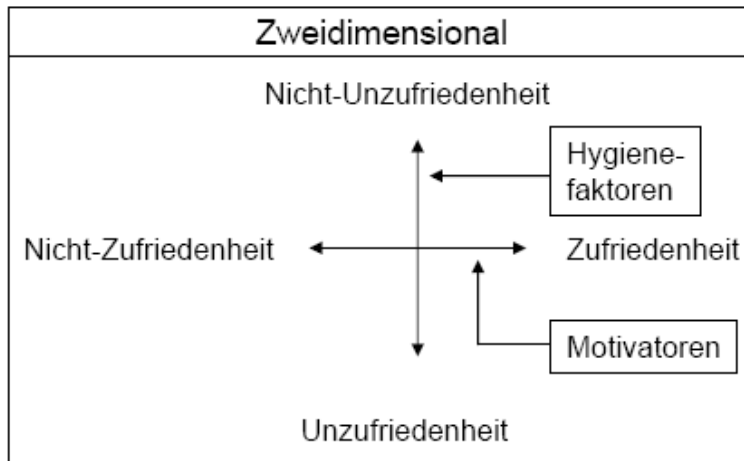 Zweidimensional
Nicht-Unzufriedenheit
Hygiene-
faktoren
Nicht-Zufriedenheit
Zufriedenheit
Motivatoren
Unzufriedenheit